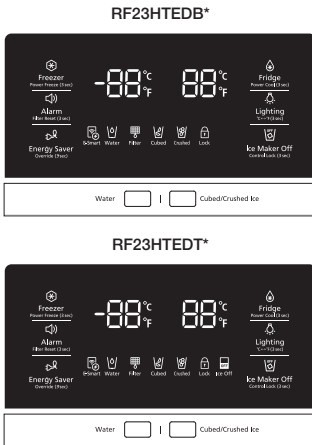 RF23HTEDB*
-88 °C °F 88 °C °F
Freezer
Power Freeze (3 sec)
Alarm
Filter Reset (3 sec)
Energy Saver
Override (3sec)
E-Smart Water Filter Cubed Crushed Lock
Fridge
Power Cool (3 sec)
Lighting
°C↔°F(3 sec)
Ice Maker Off
Control Lock (3 sec)
Water | Cubed/Crushed Ice
RF23HTEDT*
-88 °C °F 88 °C °F
Freezer
Power Freeze (3 sec)
Alarm
Filter Reset (3 sec)
Energy Saver
Override (3sec)
E-Smart Water Filter Cubed Crushed Lock Ice Off
Fridge
Power Cool (3 sec)
Lighting
°C↔°F(3 sec)
Ice Maker Off
Control Lock (3 sec)
Water | Cubed/Crushed Ice